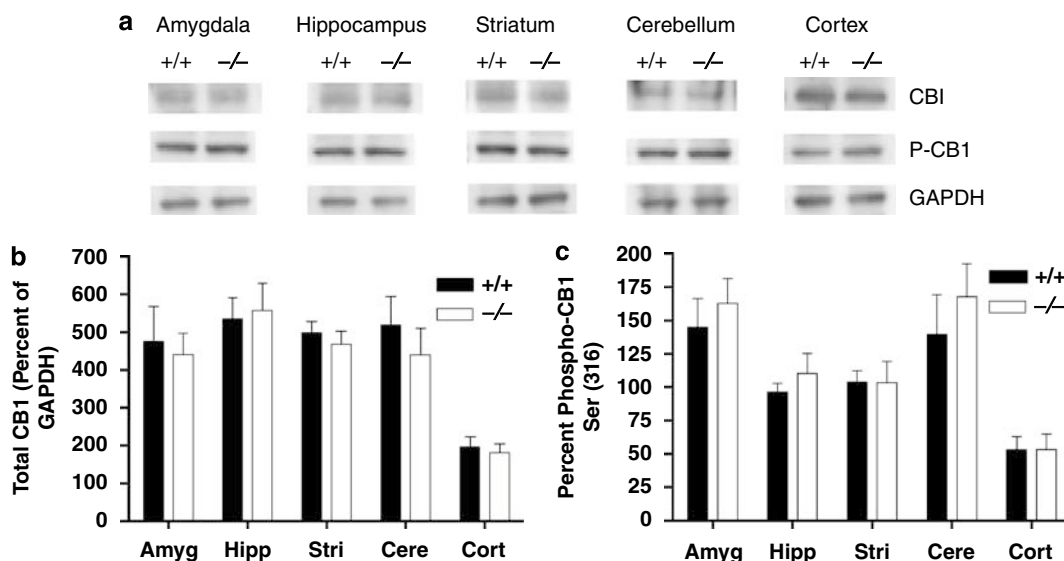 a
Amygdala Hippocampus Striatum Cerebellum Cortex
+/+ –/– +/+ –/– +/+ –/– +/+ –/– +/+ –/–
CBI
P-CB1
GAPDH
b
Total CB1 (Percent of
GAPDH)
700
600
500
400
300
200
100
0
+/+
–/–
Amyg Hipp Stri Cere Cort
c
Percent Phospho-CB1
Ser (316)
200
175
150
125
100
75
50
25
0
+/+
–/–
Amyg Hipp Stri Cere Cort